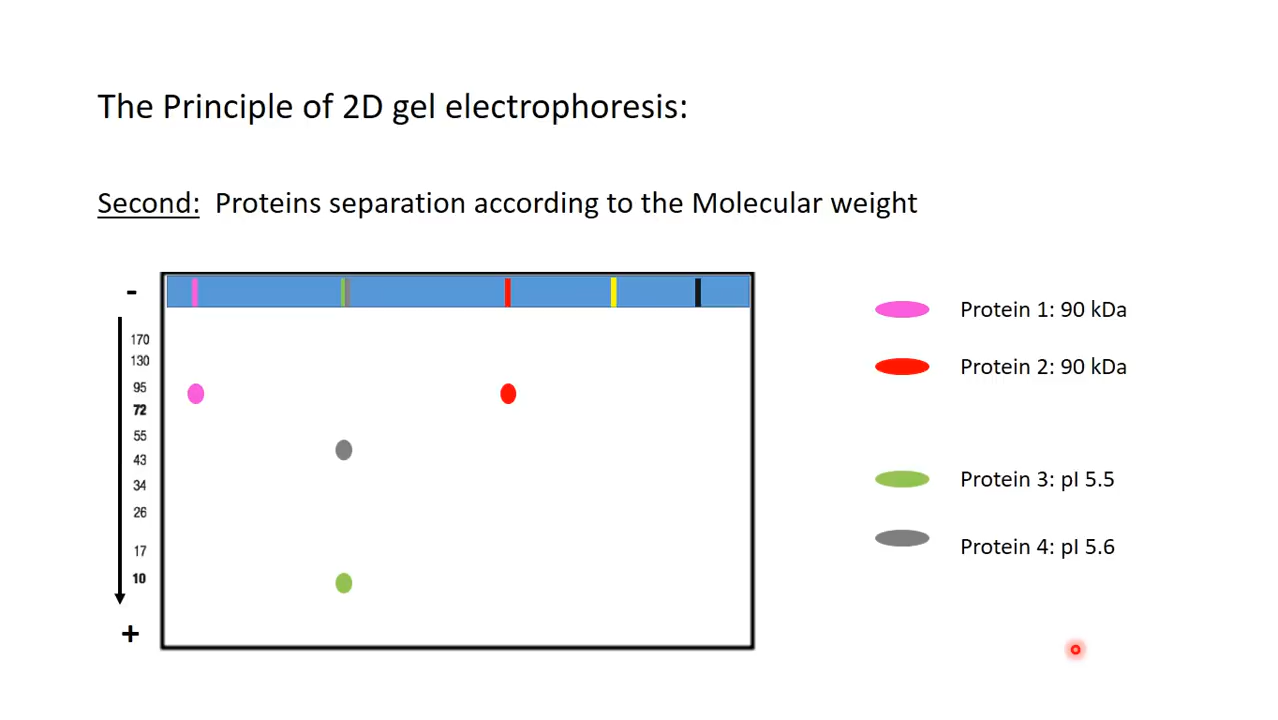 The Principle of 2D gel electrophoresis:
Second: Proteins separation according to the Molecular weight
-
170
130
95
72
55
43
34
26
17
10
+
Protein 1: 90 kDa
Protein 2: 90 kDa
Protein 3: pI 5.5
Protein 4: pI 5.6